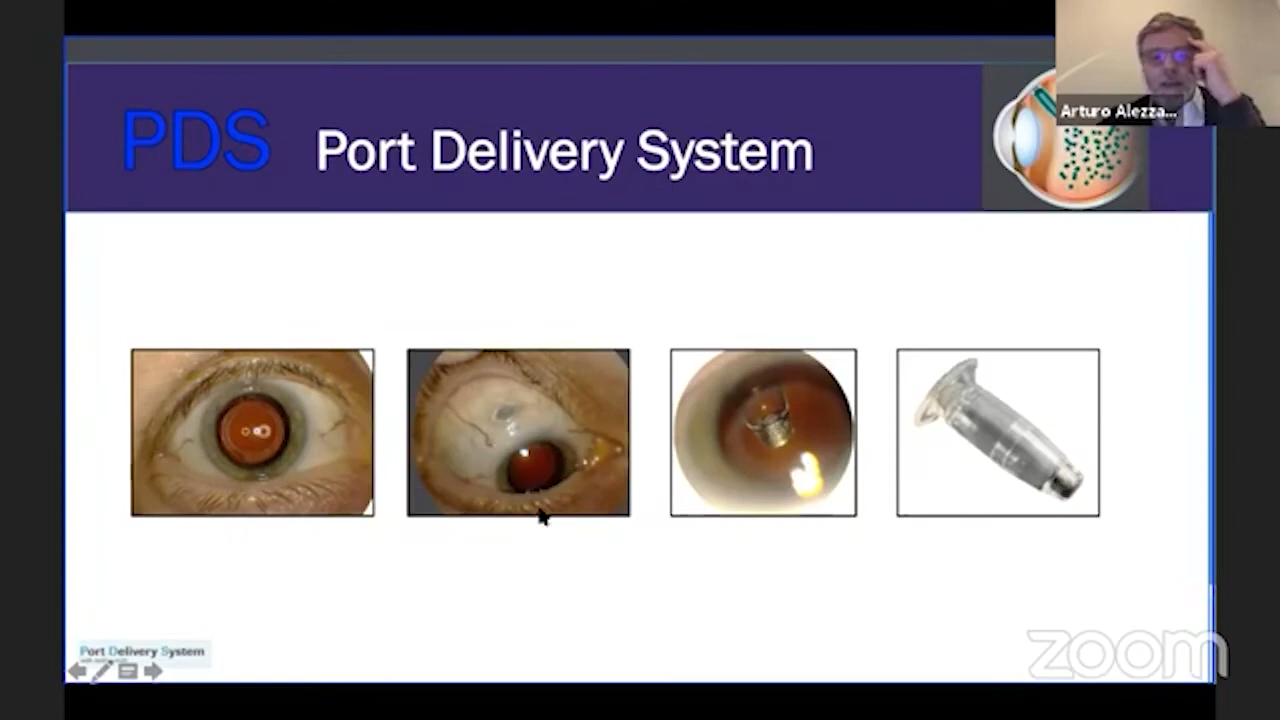 Arturo Alezza...
PDS Port Delivery System
Port Delivery System
zoom